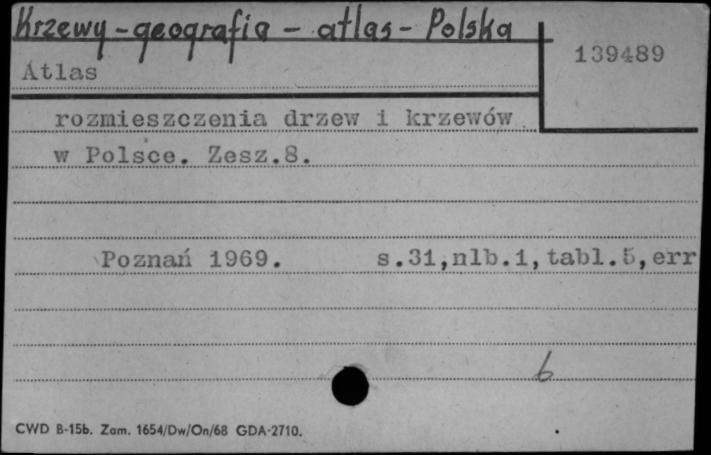 Krzewy - geografia - atlas - Polska
139489
Atlas
rozmieszczenia drzew i krzewów
w Polsce. Zesz.8.
Poznań 1969. s.31,nlb.1,tabl.5,err
b
CWD B-15b. Zam. 1654/Dw/On/68 GDA-2710.